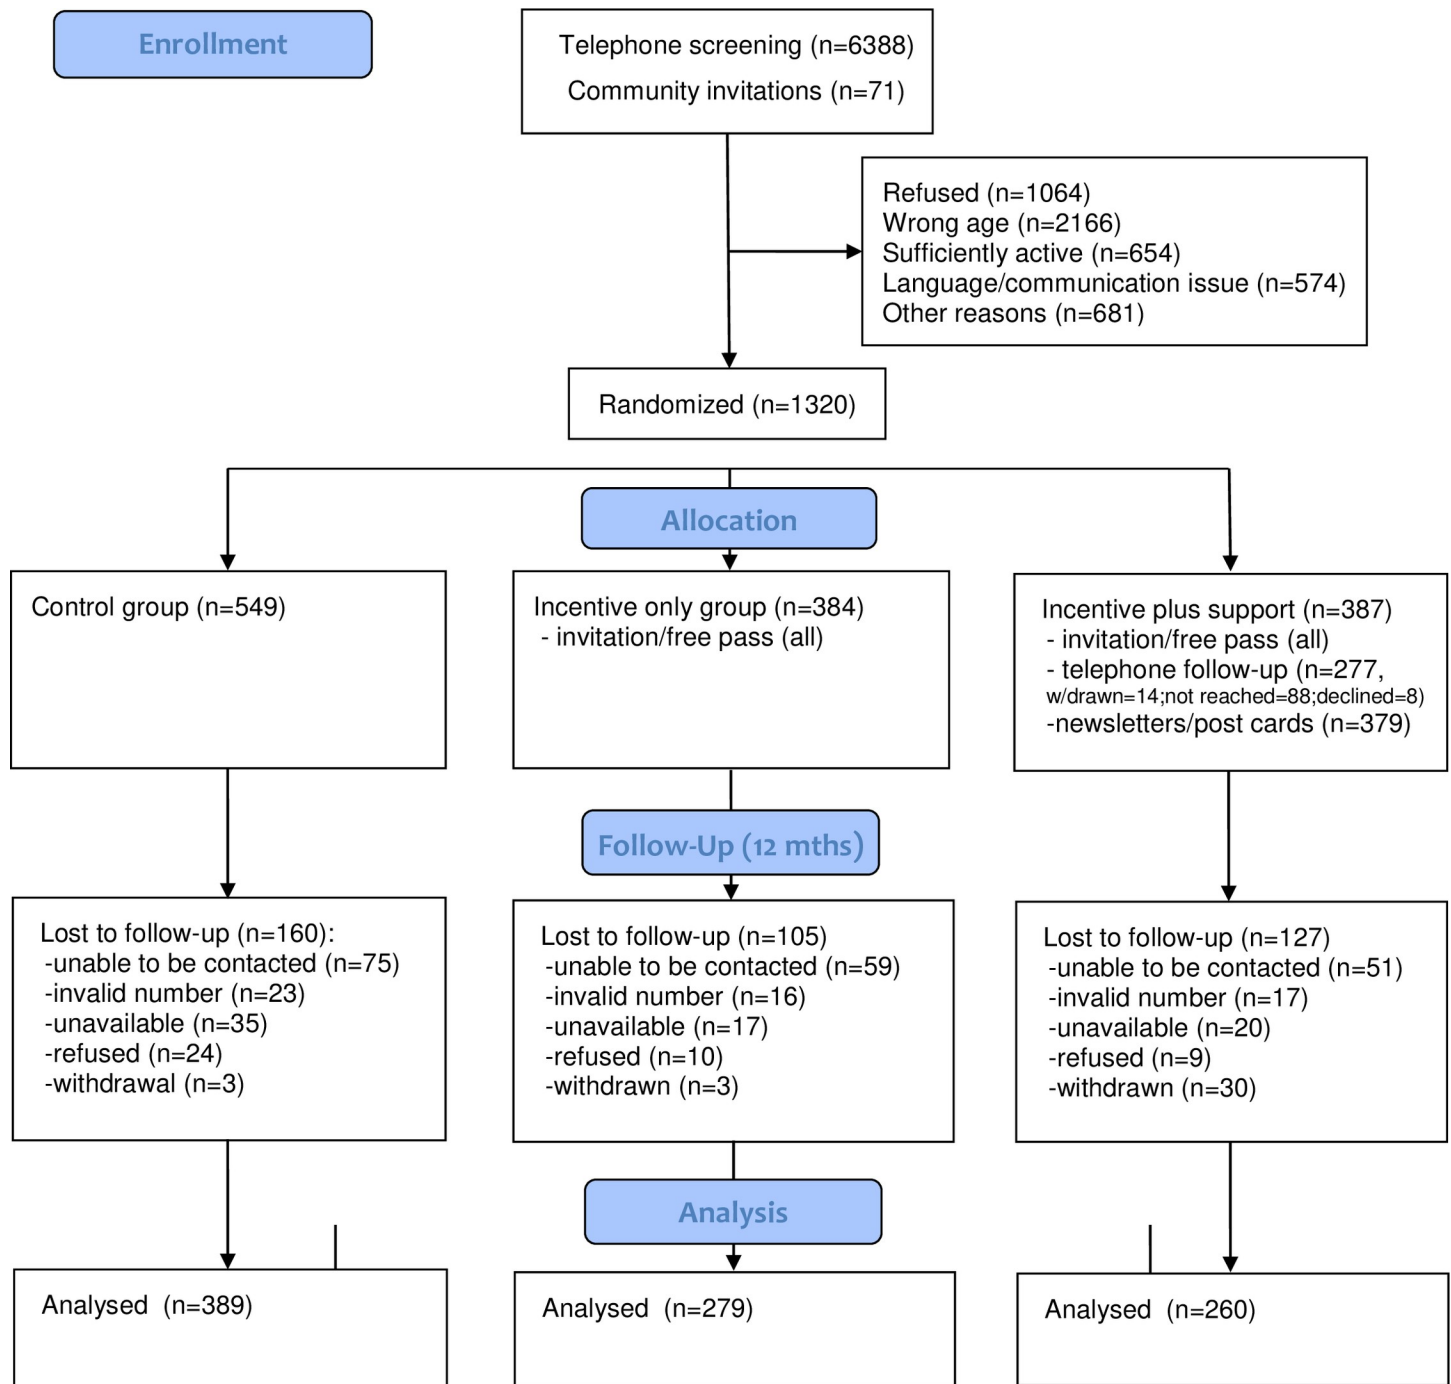 Enrollment
Telephone screening (n=6388)
Community invitations (n=71)
Refused (n=1064)
Wrong age (n=2166)
Sufficiently active (n=654)
Language/communication issue (n=574)
Other reasons (n=681)
Randomized (n=1320)
Allocation
Control group (n=549)
Incentive only group (n=384)
- invitation/free pass (all)
Incentive plus support (n=387)
- invitation/free pass (all)
- telephone follow-up (n=277,
w/drawn=14;not reached=88;declined=8)
-newsletters/post cards (n=379)
Follow-Up (12 mths)
Lost to follow-up (n=160):
-unable to be contacted (n=75)
-invalid number (n=23)
-unavailable (n=35)
-refused (n=24)
-withdrawal (n=3)
Lost to follow-up (n=105)
-unable to be contacted (n=59)
-invalid number (n=16)
-unavailable (n=17)
-refused (n=10)
-withdrawn (n=3)
Lost to follow-up (n=127)
-unable to be contacted (n=51)
-invalid number (n=17)
-unavailable (n=20)
-refused (n=9)
-withdrawn (n=30)
Analysis
Analysed (n=389)
Analysed (n=279)
Analysed (n=260)